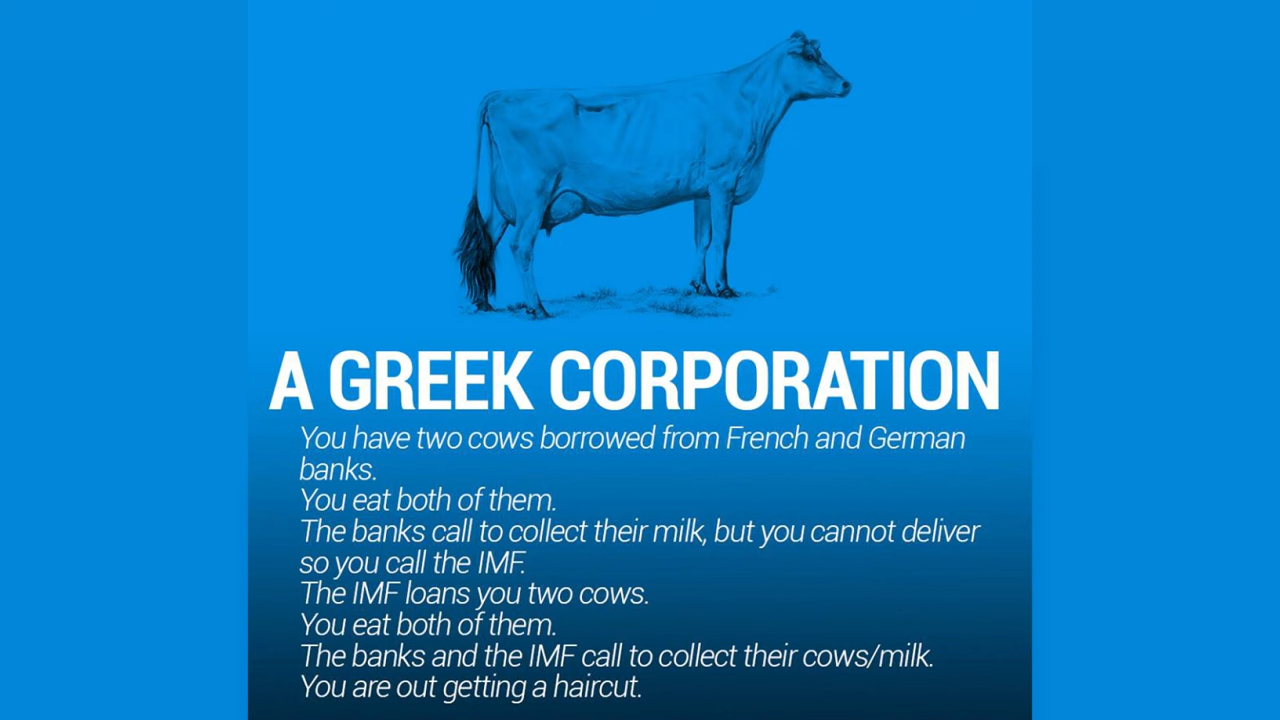 A GREEK CORPORATION
You have two cows borrowed from French and German
banks.
You eat both of them.
The banks call to collect their milk, but you cannot deliver
so you call the IMF.
The IMF loans you two cows.
You eat both of them.
The banks and the IMF call to collect their cows/milk.
You are out getting a haircut.